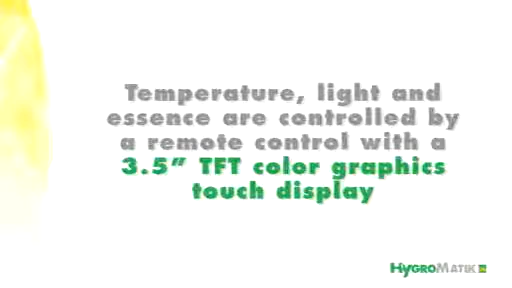 Temperature, light and
essence are controlled by
a remote control with a
3.5" TFT color graphics
touch display
HYGROMATIK